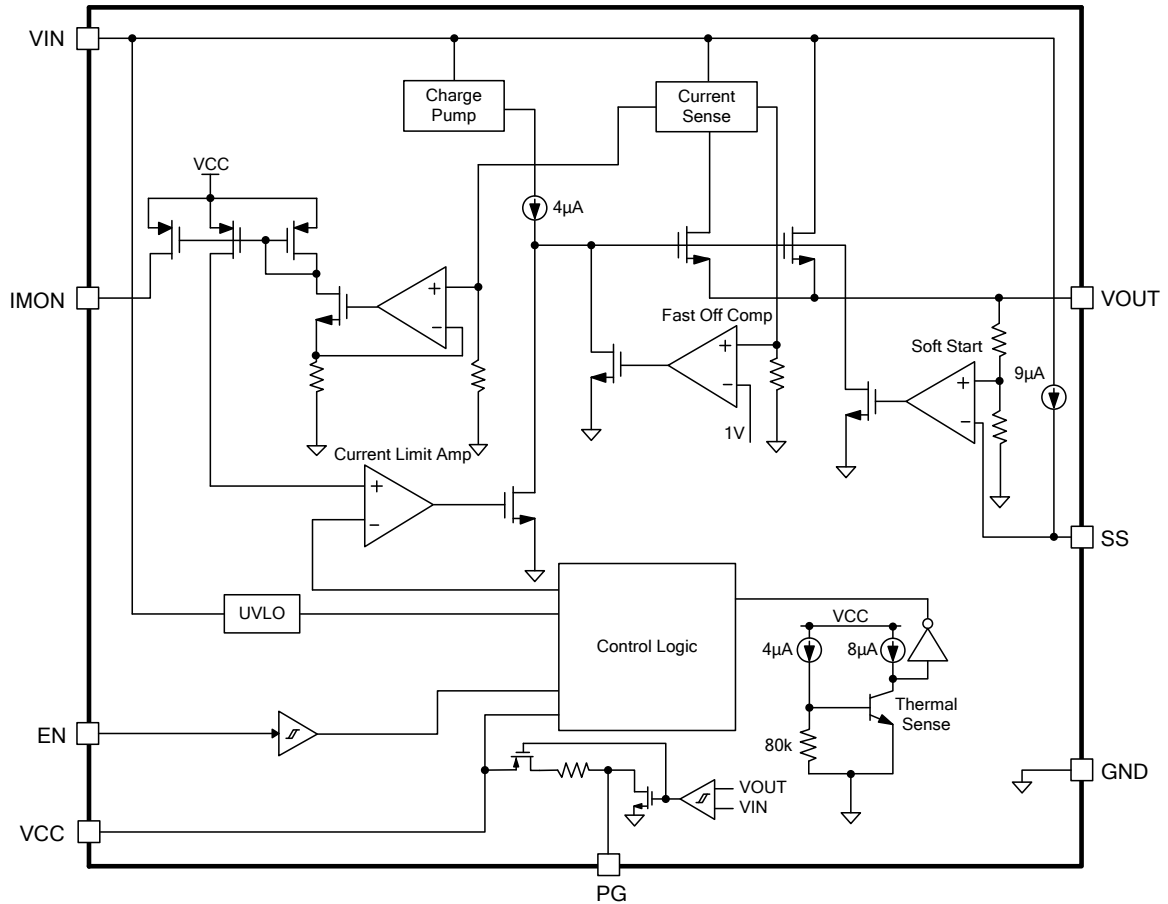 VIN
Charge
Pump
Current
Sense
VCC
4µA
IMON
VOUT
Fast Off Comp
Soft Start
+
−
+
−
+
−
9µA
1V
Current Limit Amp
+
−
SS
UVLO
Control Logic
VCC
4µA
8µA
Thermal
Sense
EN
80k
GND
VOUT
VIN
VCC
PG